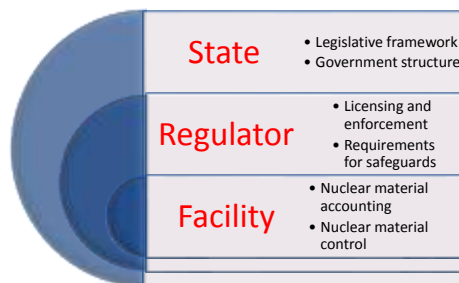 State
• Legislative framework
• Government structure
Regulator
• Licensing and
enforcement
• Requirements
for safeguards
Facility
• Nuclear material
accounting
• Nuclear material
control